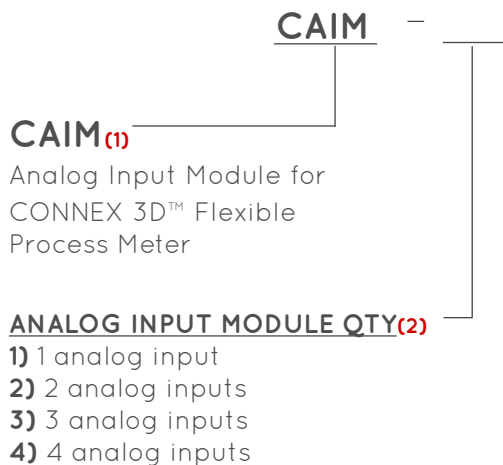 CAIM –
CAIM(1)
Analog Input Module for
CONNEX 3D™ Flexible
Process Meter
ANALOG INPUT MODULE QTY(2)
1) 1 analog input
2) 2 analog inputs
3) 3 analog inputs
4) 4 analog inputs